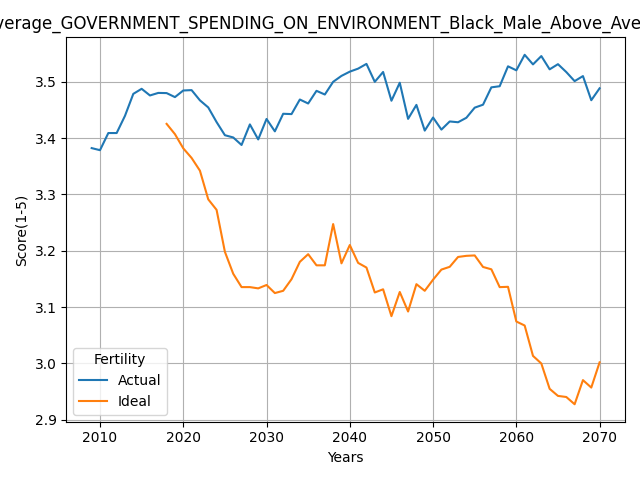 verage_GOVERNMENT_SPENDING_ON_ENVIRONMENT_Black_Male_Above_Ave
3.5
3.4
3.3
3.2
3.1
3.0
2.9
Score(1-5)
Fertility
Actual
Ideal
2010 2020 2030 2040 2050 2060 2070
Years